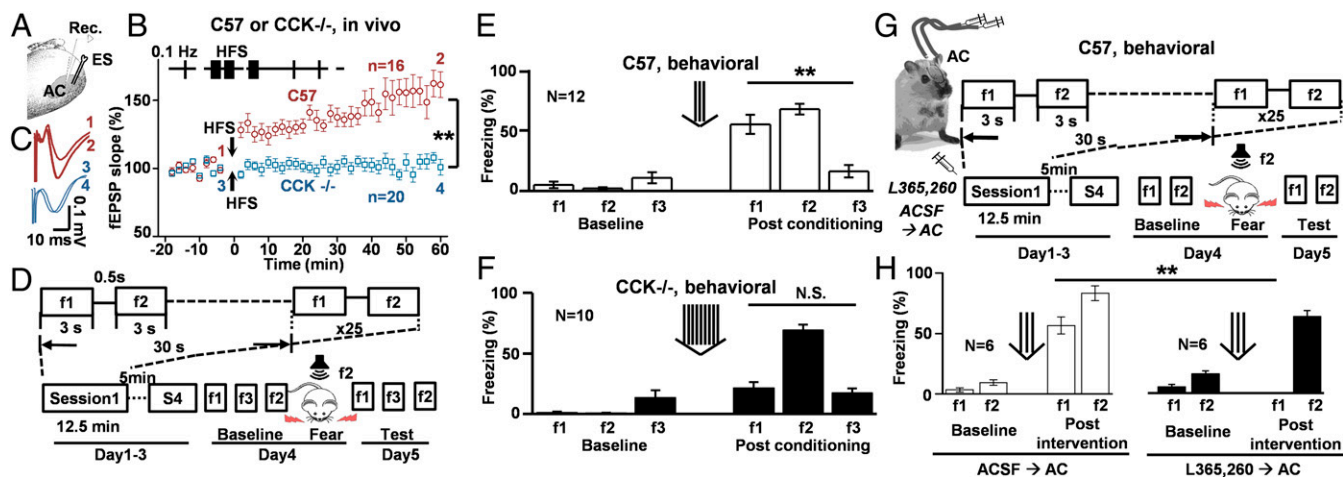 A
Rec.
ES
AC
B
C57 or CCK-/-, in vivo
0.1 Hz
HFS
n=16
2
C57
HFS
1
3
HFS
CCK -/-
n=20
4
**
fEPSP slope (%)
150
100
50
-20 -10 0 10 20 30 40 50 60
Time (min)
C
1
2
3
4
0.1 mV
10 ms
D
0.5s
f1 f2 f1 f2
3 s 3 s x25
30 s
f2
5min
Session1 S4 f1 f3 f2 f1 f3 f2
12.5 min
Baseline Fear Test
Day1-3 Day4 Day5
E
C57, behavioral
N=12
**
Freezing (%)
100
50
0
f1 f2 f3 f1 f2 f3
Baseline Post conditioning
F
CCK-/-, behavioral
N=10
N.S.
Freezing (%)
100
50
0
f1 f2 f3 f1 f2 f3
Baseline Post conditioning
G
AC
C57, behavioral
f1 f2 f1 f2
3 s 3 s x25
30 s
f2
5min
L365,260
ACSF
→ AC
Session1 S4 f1 f2 f1 f2
12.5 min
Baseline Fear Test
Day1-3 Day4 Day5
H
**
N=6 N=6
Freezing (%)
100
50
0
f1 f2 f1 f2 f1 f2 f1 f2
Baseline Post intervention Baseline Post intervention
ACSF → AC L365,260 → AC